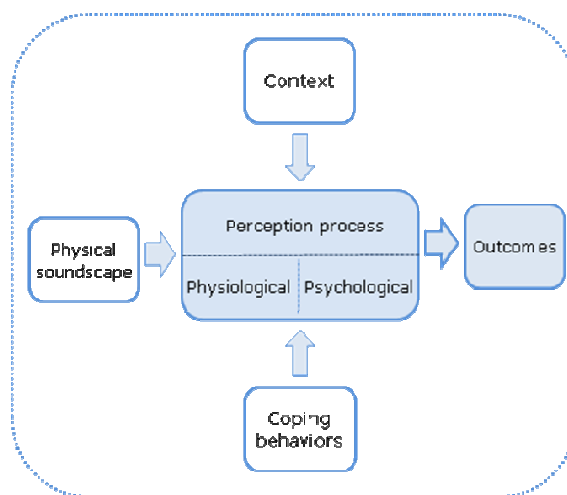 Context
Perception process
Physical
soundscape
Outcomes
Physiological
Psychological
Coping
behaviors